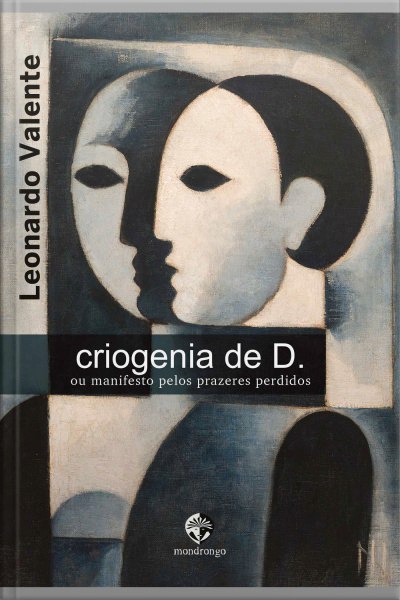 Leonardo Valente
criogenia de D.
ou manifesto pelos prazeres perdidos
mondrongo